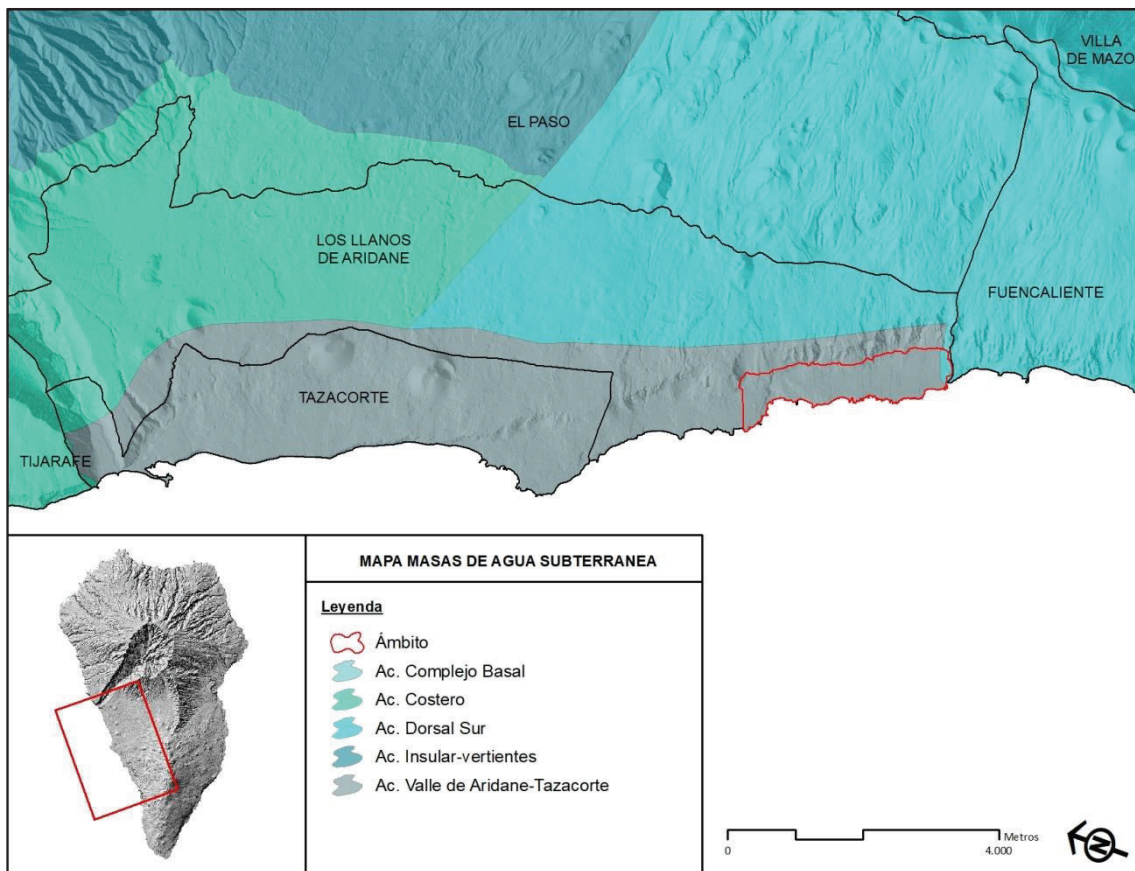 VILLA
DE MAZO
EL PASO
LOS LLANOS
DE ARIDANE
FUENCALIENTE
TAZACORTE
TIJARAFE
MAPA MASAS DE AGUA SUBTERRANEA
Leyenda
Ámbito
Ac. Complejo Basal
Ac. Costero
Ac. Dorsal Sur
Ac. Insular-vertientes
Ac. Valle de Aridane-Tazacorte
Metros
0
4.000
N